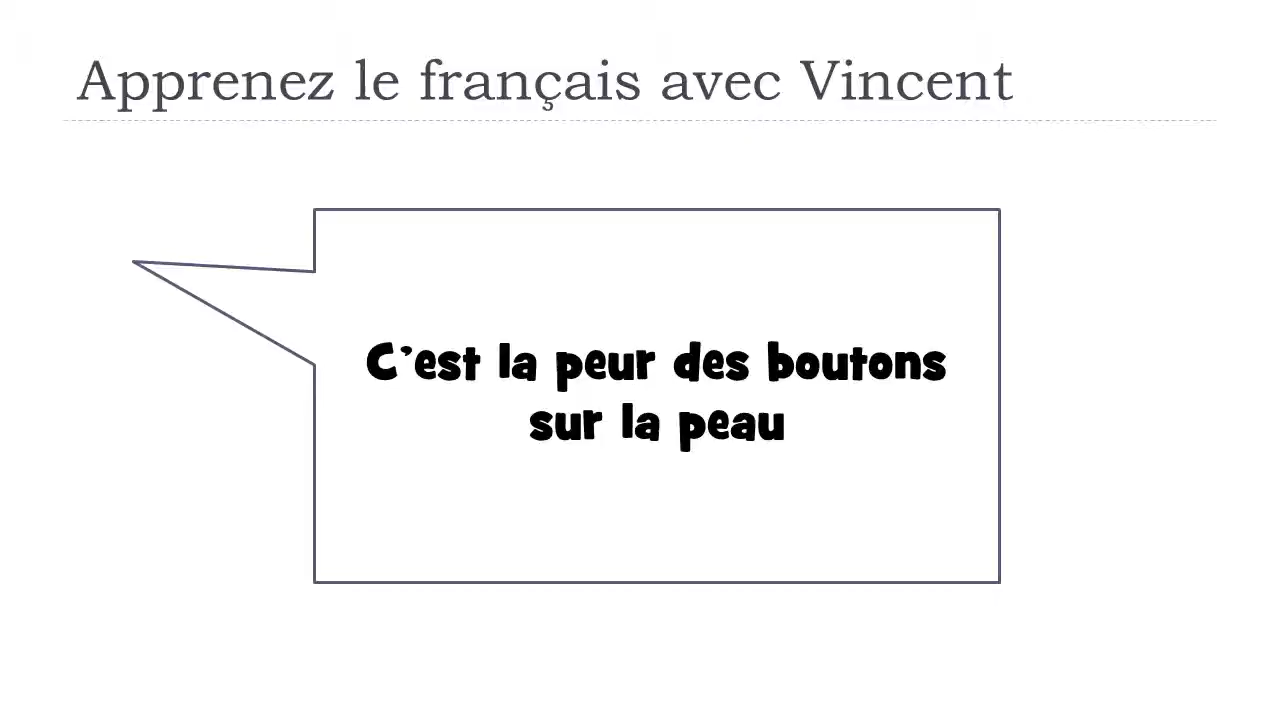 Apprenez le français avec Vincent
C'est la peur des boutons
sur la peau